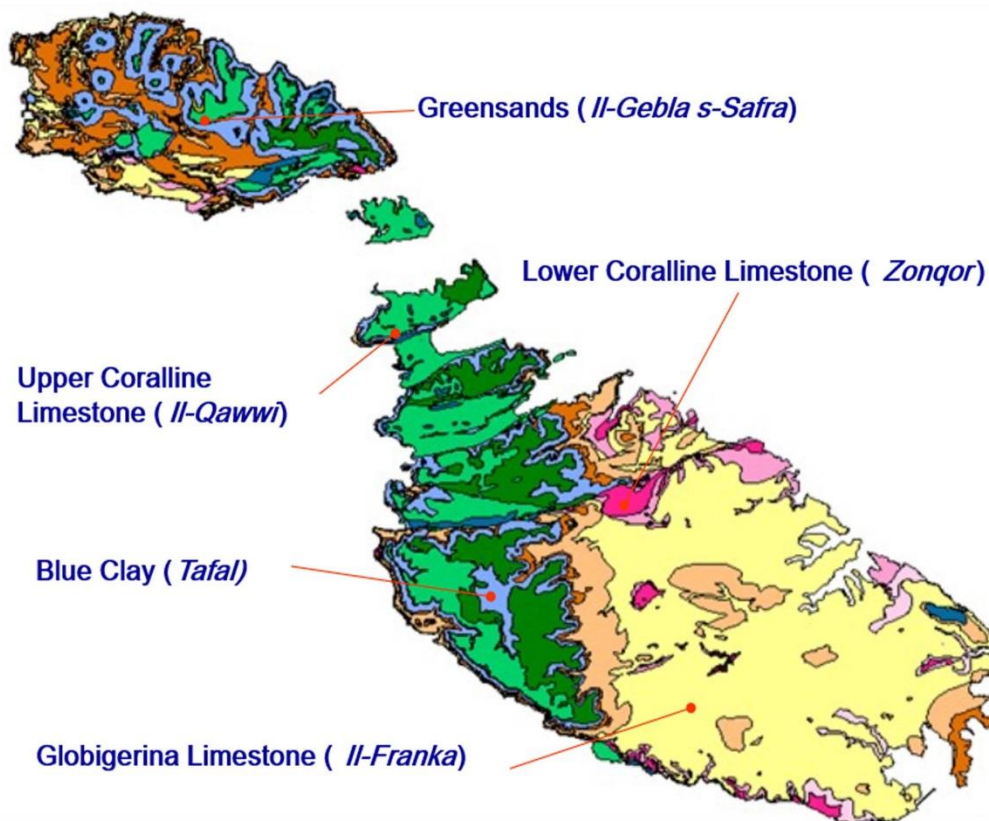 Greensands ( Il-Gebla s-Safra)
Lower Coralline Limestone ( Zonqor)
Upper Coralline
Limestone ( Il-Qawwi)
Blue Clay ( Tafal)
Globigerina Limestone ( Il-Franka)